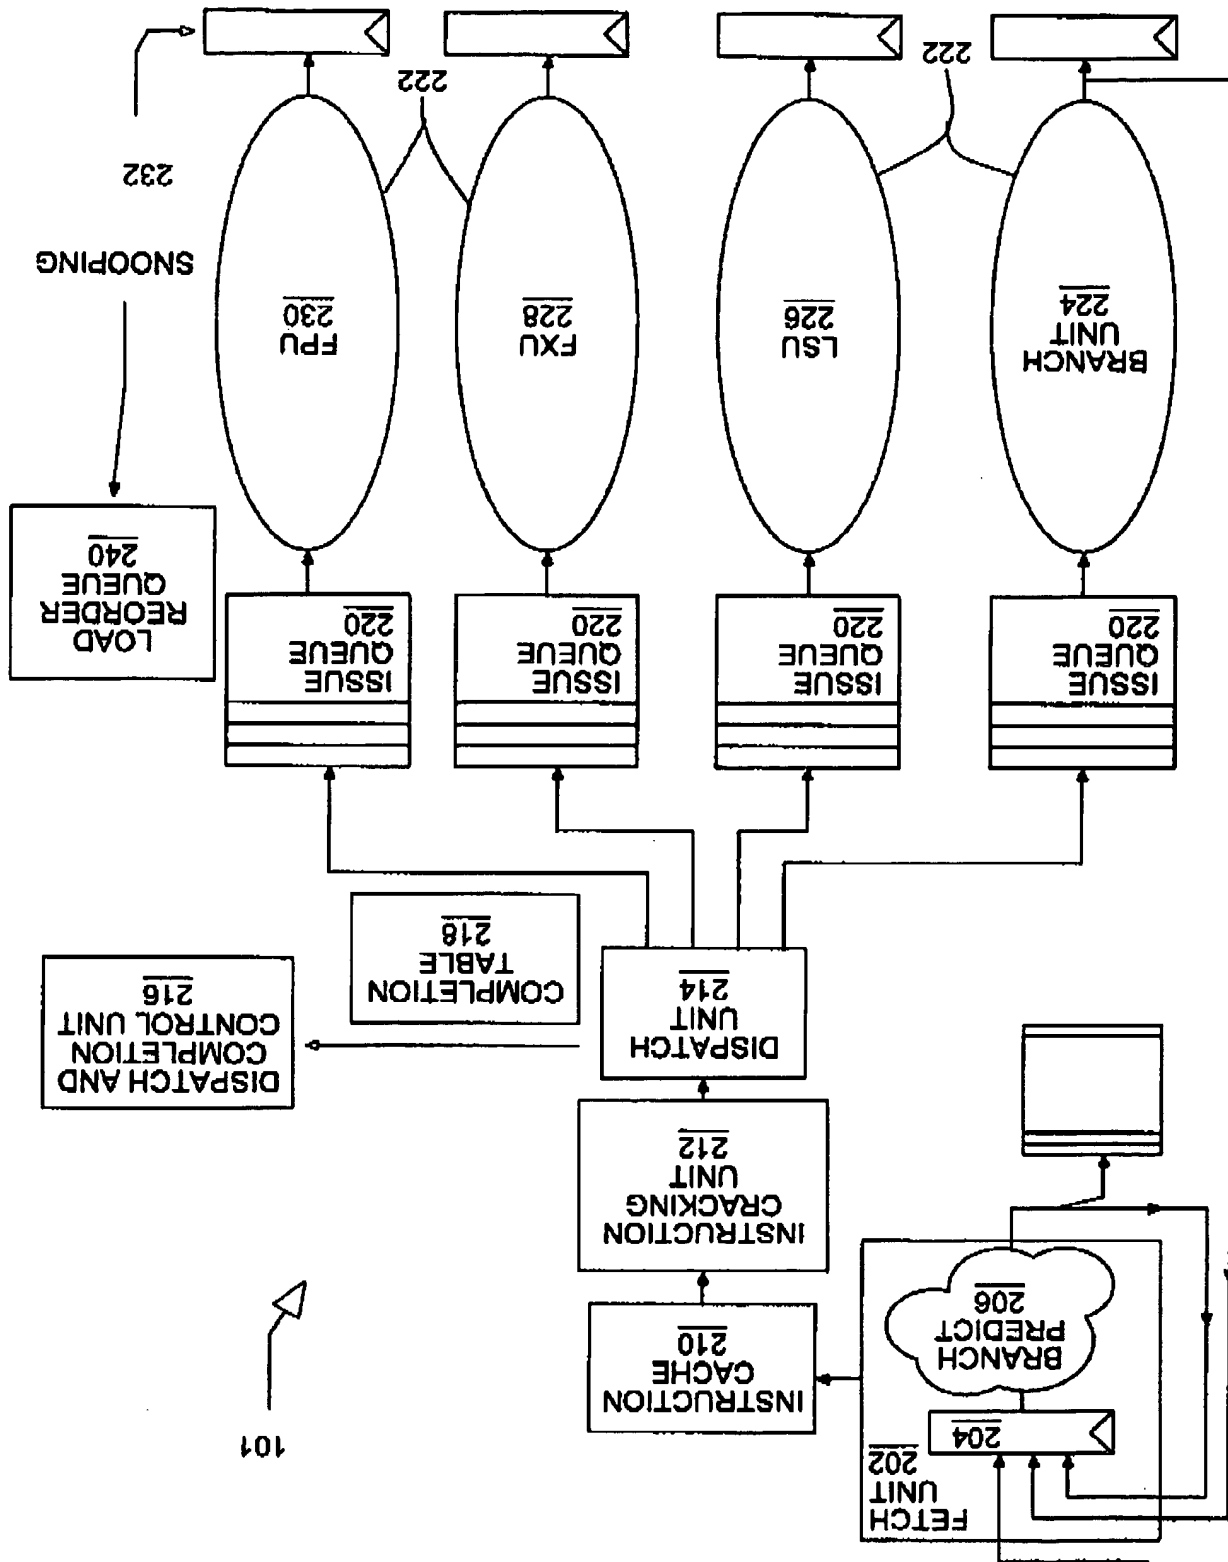 101
FETCH
UNIT
202
204
BRANCH
PREDICT
206
INSTRUCTION
CACHE
210
INSTRUCTION
CRACKING
UNIT
212
DISPATCH
UNIT
214
DISPATCH AND
COMPLETION
CONTROL UNIT
216
COMPLETION
TABLE
218
ISSUE
QUEUE
220
ISSUE
QUEUE
220
ISSUE
QUEUE
220
ISSUE
QUEUE
220
LOAD
REORDER
QUEUE
240
BRANCH
UNIT
224
LSU
226
FXU
228
FPU
230
SNOOPING
232
222
222